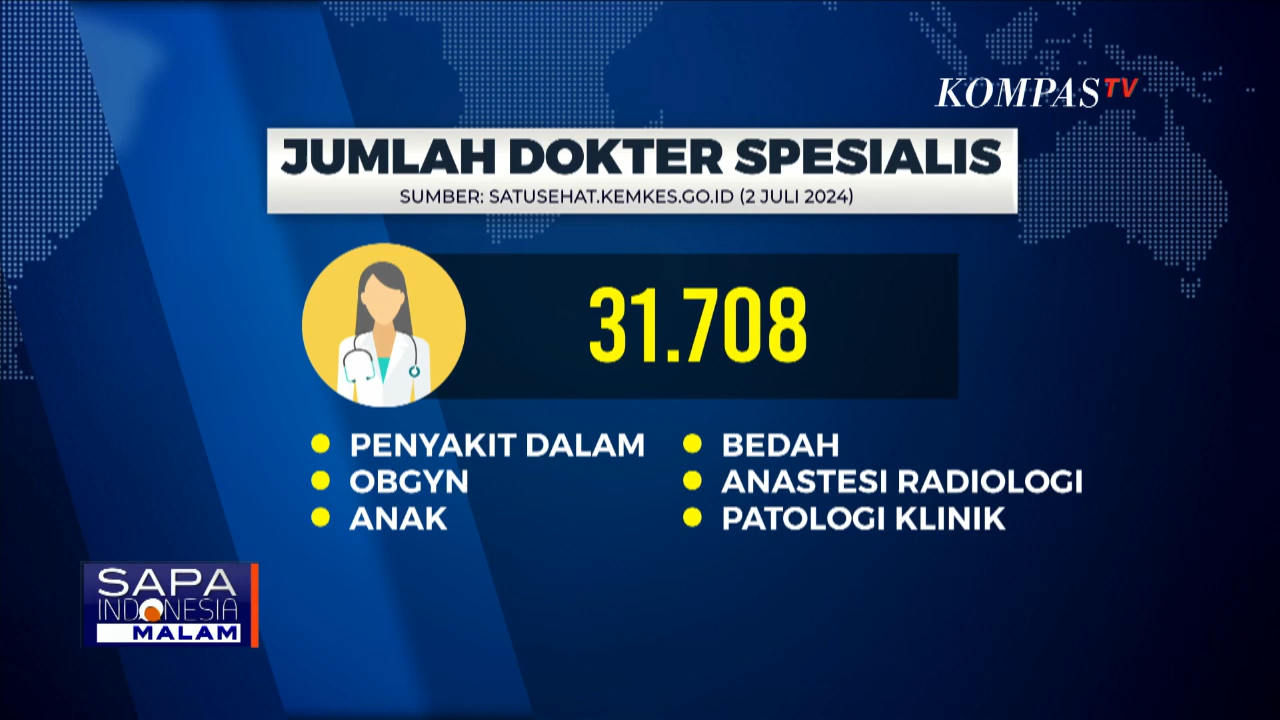 KOMPASTV
JUMLAH DOKTER SPESIALIS
SUMBER: SATUSEHAT.KEMKES.GO.ID (2 JULI 2024)
31.708
PENYAKIT DALAM
OBGYN
ANAK
BEDAH
ANASTESI RADIOLOGI
PATOLOGI KLINIK
SAPA
INDONESIA
MALAM